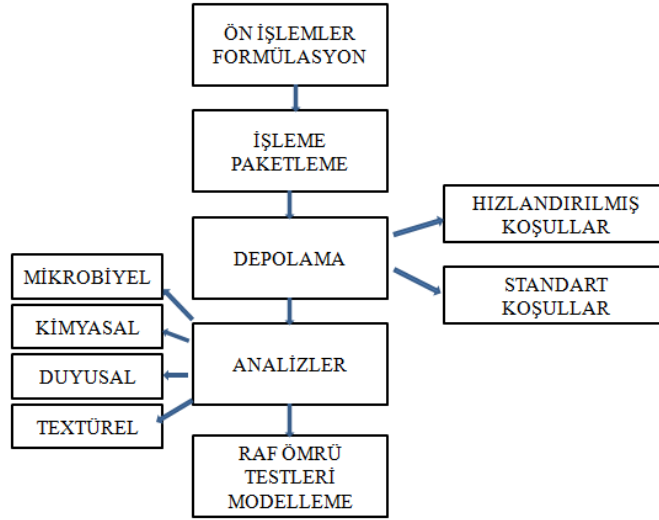 ÖN İŞLEMLER
FORMÜLASYON
İŞLEME
PAKETLEME
HIZLANDIRILMIŞ
KOŞULLAR
DEPOLAMA
STANDART
KOŞULLAR
MİKROBİYEL
KİMYASAL
DUYUSAL
TEXTÜREL
ANALİZLER
RAF ÖMRÜ
TESTLERİ
MODELLEME